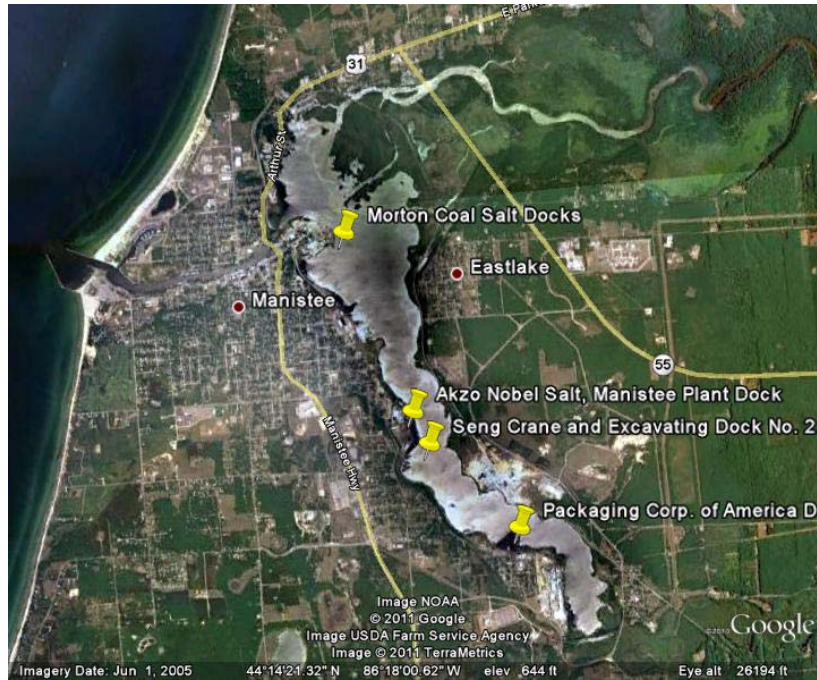 E Park
31
Arthur St
Morton Coal Salt Docks
Eastlake
Manistee
55
Akzo Nobel Salt, Manistee Plant Dock
Seng Crane and Excavating Dock No. 2
Manistee Hwy
Packaging Corp. of America D
Image NOAA
© 2011 Google
Image USDA Farm Service Agency
Image © 2011 TerraMetrics
©2010 Google
Imagery Date: Jun 1, 2005 44°14'21.32" N 86°18'00.62" W elev 644 ft Eye alt 26194 ft